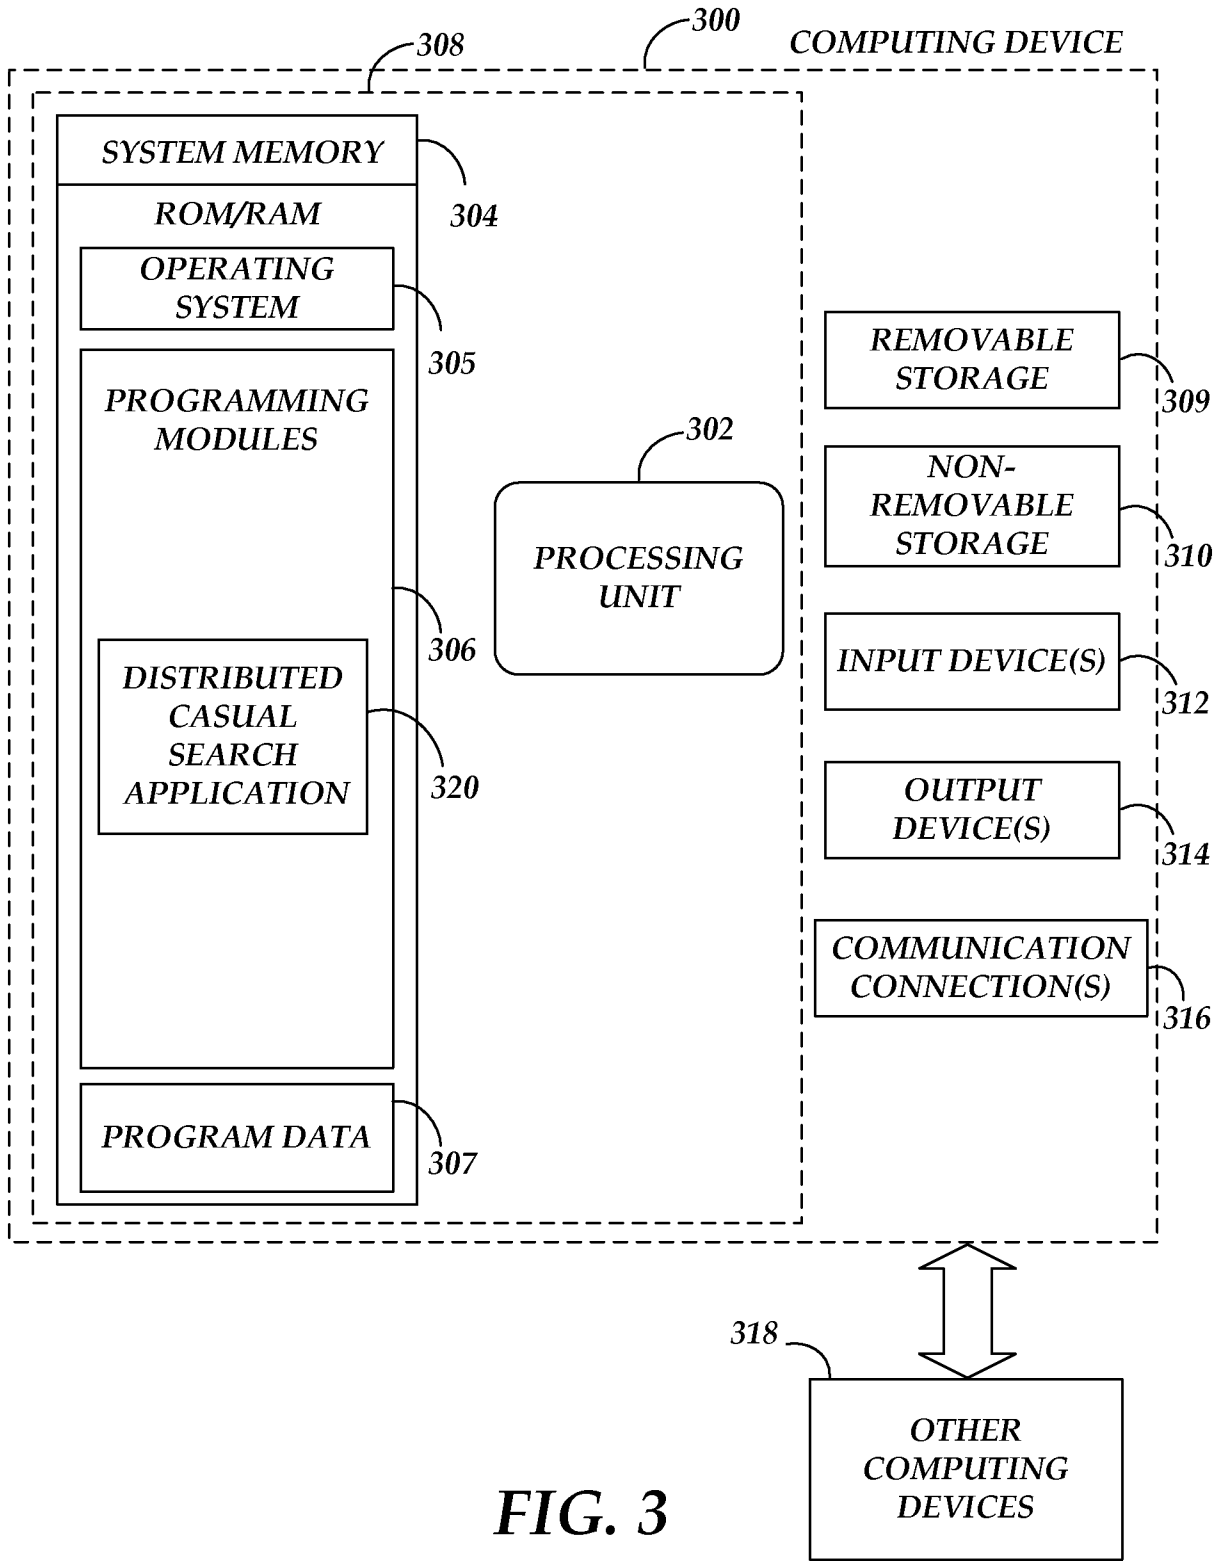 300
COMPUTING DEVICE
308
SYSTEM MEMORY
304
ROM/RAM
OPERATING
SYSTEM
305
PROGRAMMING
MODULES
306
DISTRIBUTED
CASUAL
SEARCH
APPLICATION
320
PROGRAM DATA
307
302
PROCESSING
UNIT
REMOVABLE
STORAGE
309
NON-
REMOVABLE
STORAGE
310
INPUT DEVICE(S)
312
OUTPUT
DEVICE(S)
314
COMMUNICATION
CONNECTION(S)
316
318
OTHER
COMPUTING
DEVICES
FIG. 3